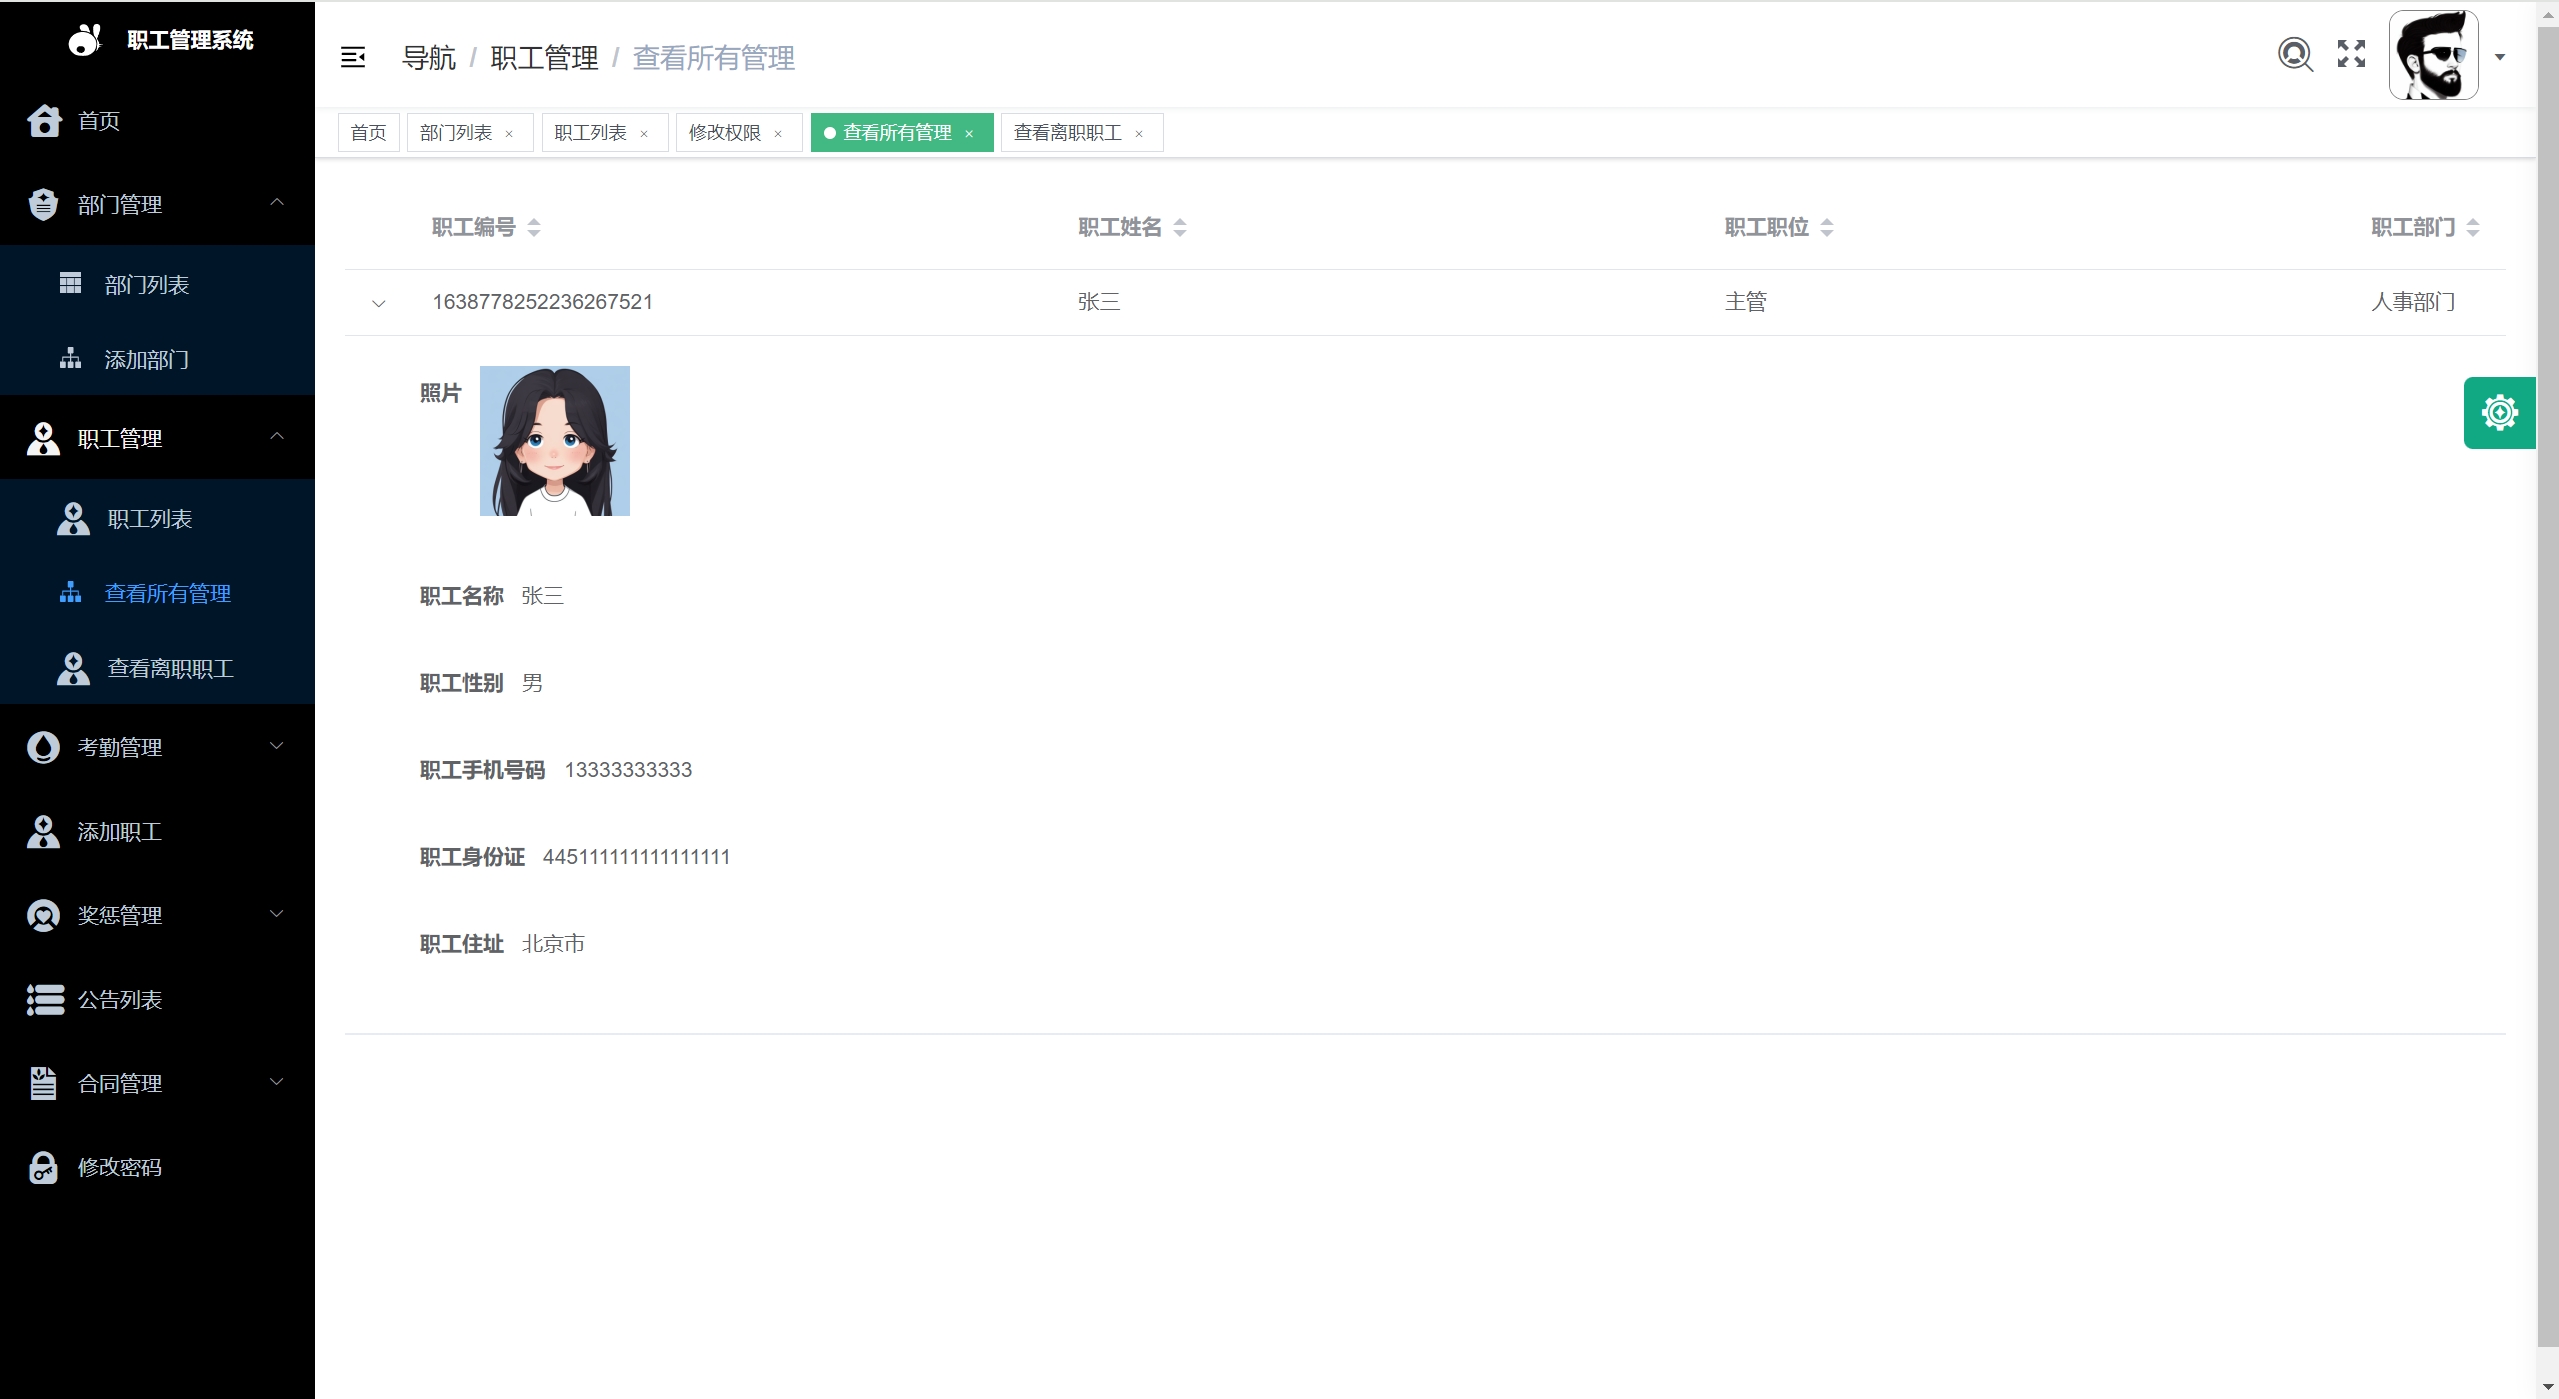 职工管理系统
首页
部门管理
部门列表
添加部门
职工管理
职工列表
查看所有管理
查看离职职工
考勤管理
添加职工
奖惩管理
公告列表
合同管理
修改密码
导航 / 职工管理 / 查看所有管理
首页 部门列表 × 职工列表 × 修改权限 × 查看所有管理 × 查看离职职工 ×
职工编号 职工姓名 职工职位 职工部门
1638778252236267521 张三 主管 人事部门
照片
职工名称 张三
职工性别 男
职工手机号码 13333333333
职工身份证 445111111111111111
职工住址 北京市